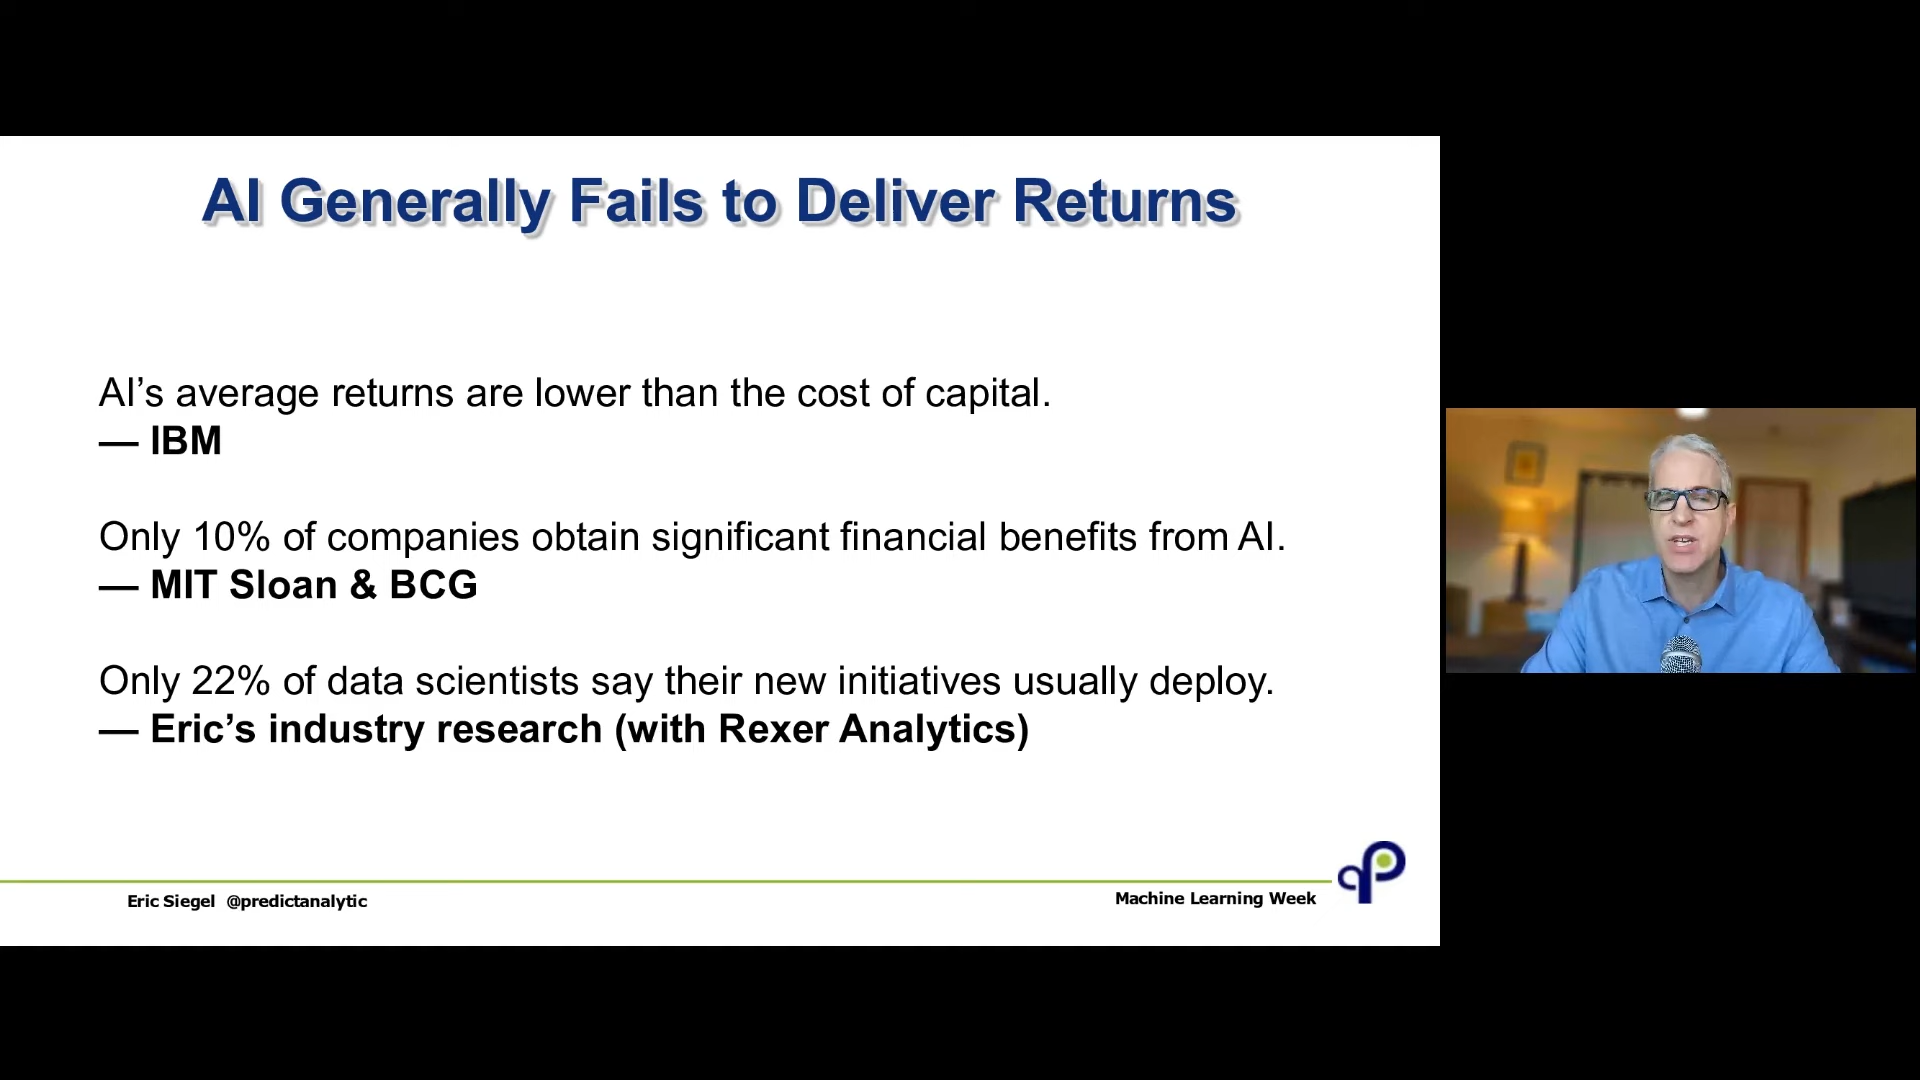 AI Generally Fails to Deliver Returns
AI’s average returns are lower than the cost of capital.
— IBM
Only 10% of companies obtain significant financial benefits from AI.
— MIT Sloan & BCG
Only 22% of data scientists say their new initiatives usually deploy.
— Eric’s industry research (with Rexer Analytics)
Eric Siegel @predictanalytic
Machine Learning Week